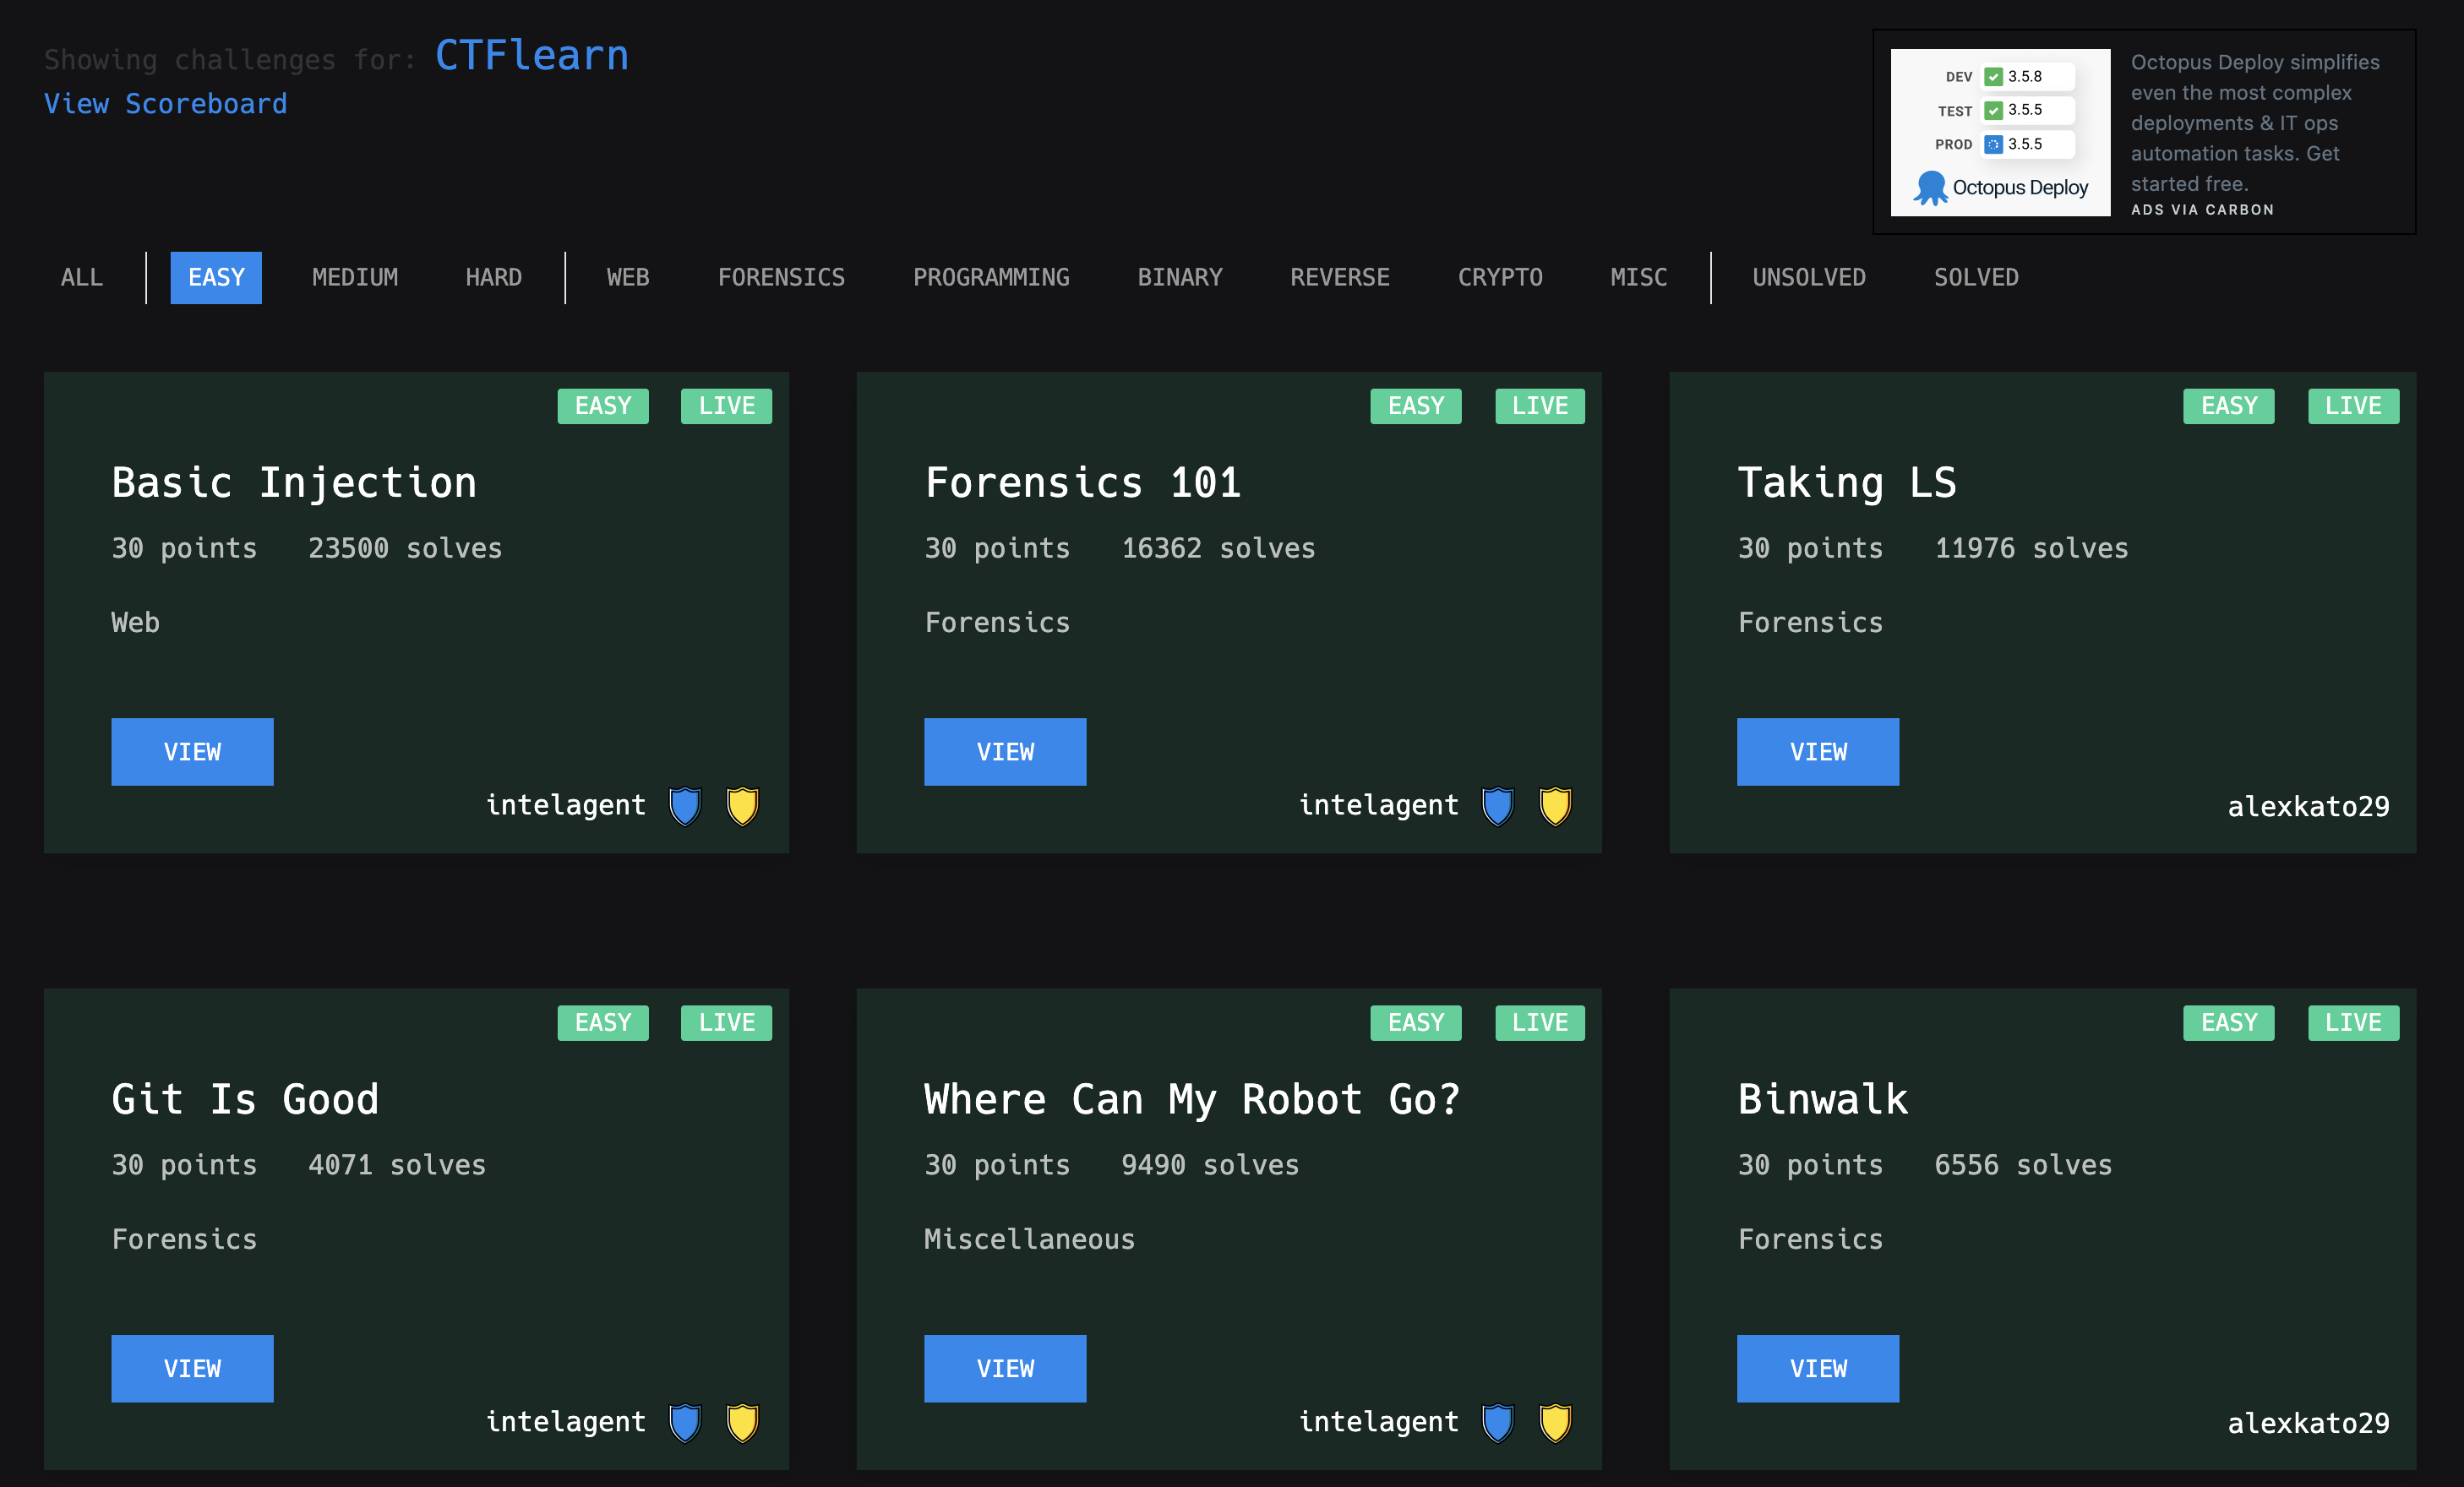 Showing challenges for: CTFlearn
View Scoreboard
DEV 3.5.8
TEST 3.5.5
PROD 3.5.5
Octopus Deploy
Octopus Deploy simplifies
even the most complex
deployments & IT ops
automation tasks. Get
started free.
ADS VIA CARBON
ALL EASY MEDIUM HARD WEB FORENSICS PROGRAMMING BINARY REVERSE CRYPTO MISC UNSOLVED SOLVED
EASY LIVE
Basic Injection
30 points 23500 solves
Web
VIEW
intelagent
EASY LIVE
Forensics 101
30 points 16362 solves
Forensics
VIEW
intelagent
EASY LIVE
Taking LS
30 points 11976 solves
Forensics
VIEW
alexkato29
EASY LIVE
Git Is Good
30 points 4071 solves
Forensics
VIEW
intelagent
EASY LIVE
Where Can My Robot Go?
30 points 9490 solves
Miscellaneous
VIEW
intelagent
EASY LIVE
Binwalk
30 points 6556 solves
Forensics
VIEW
alexkato29